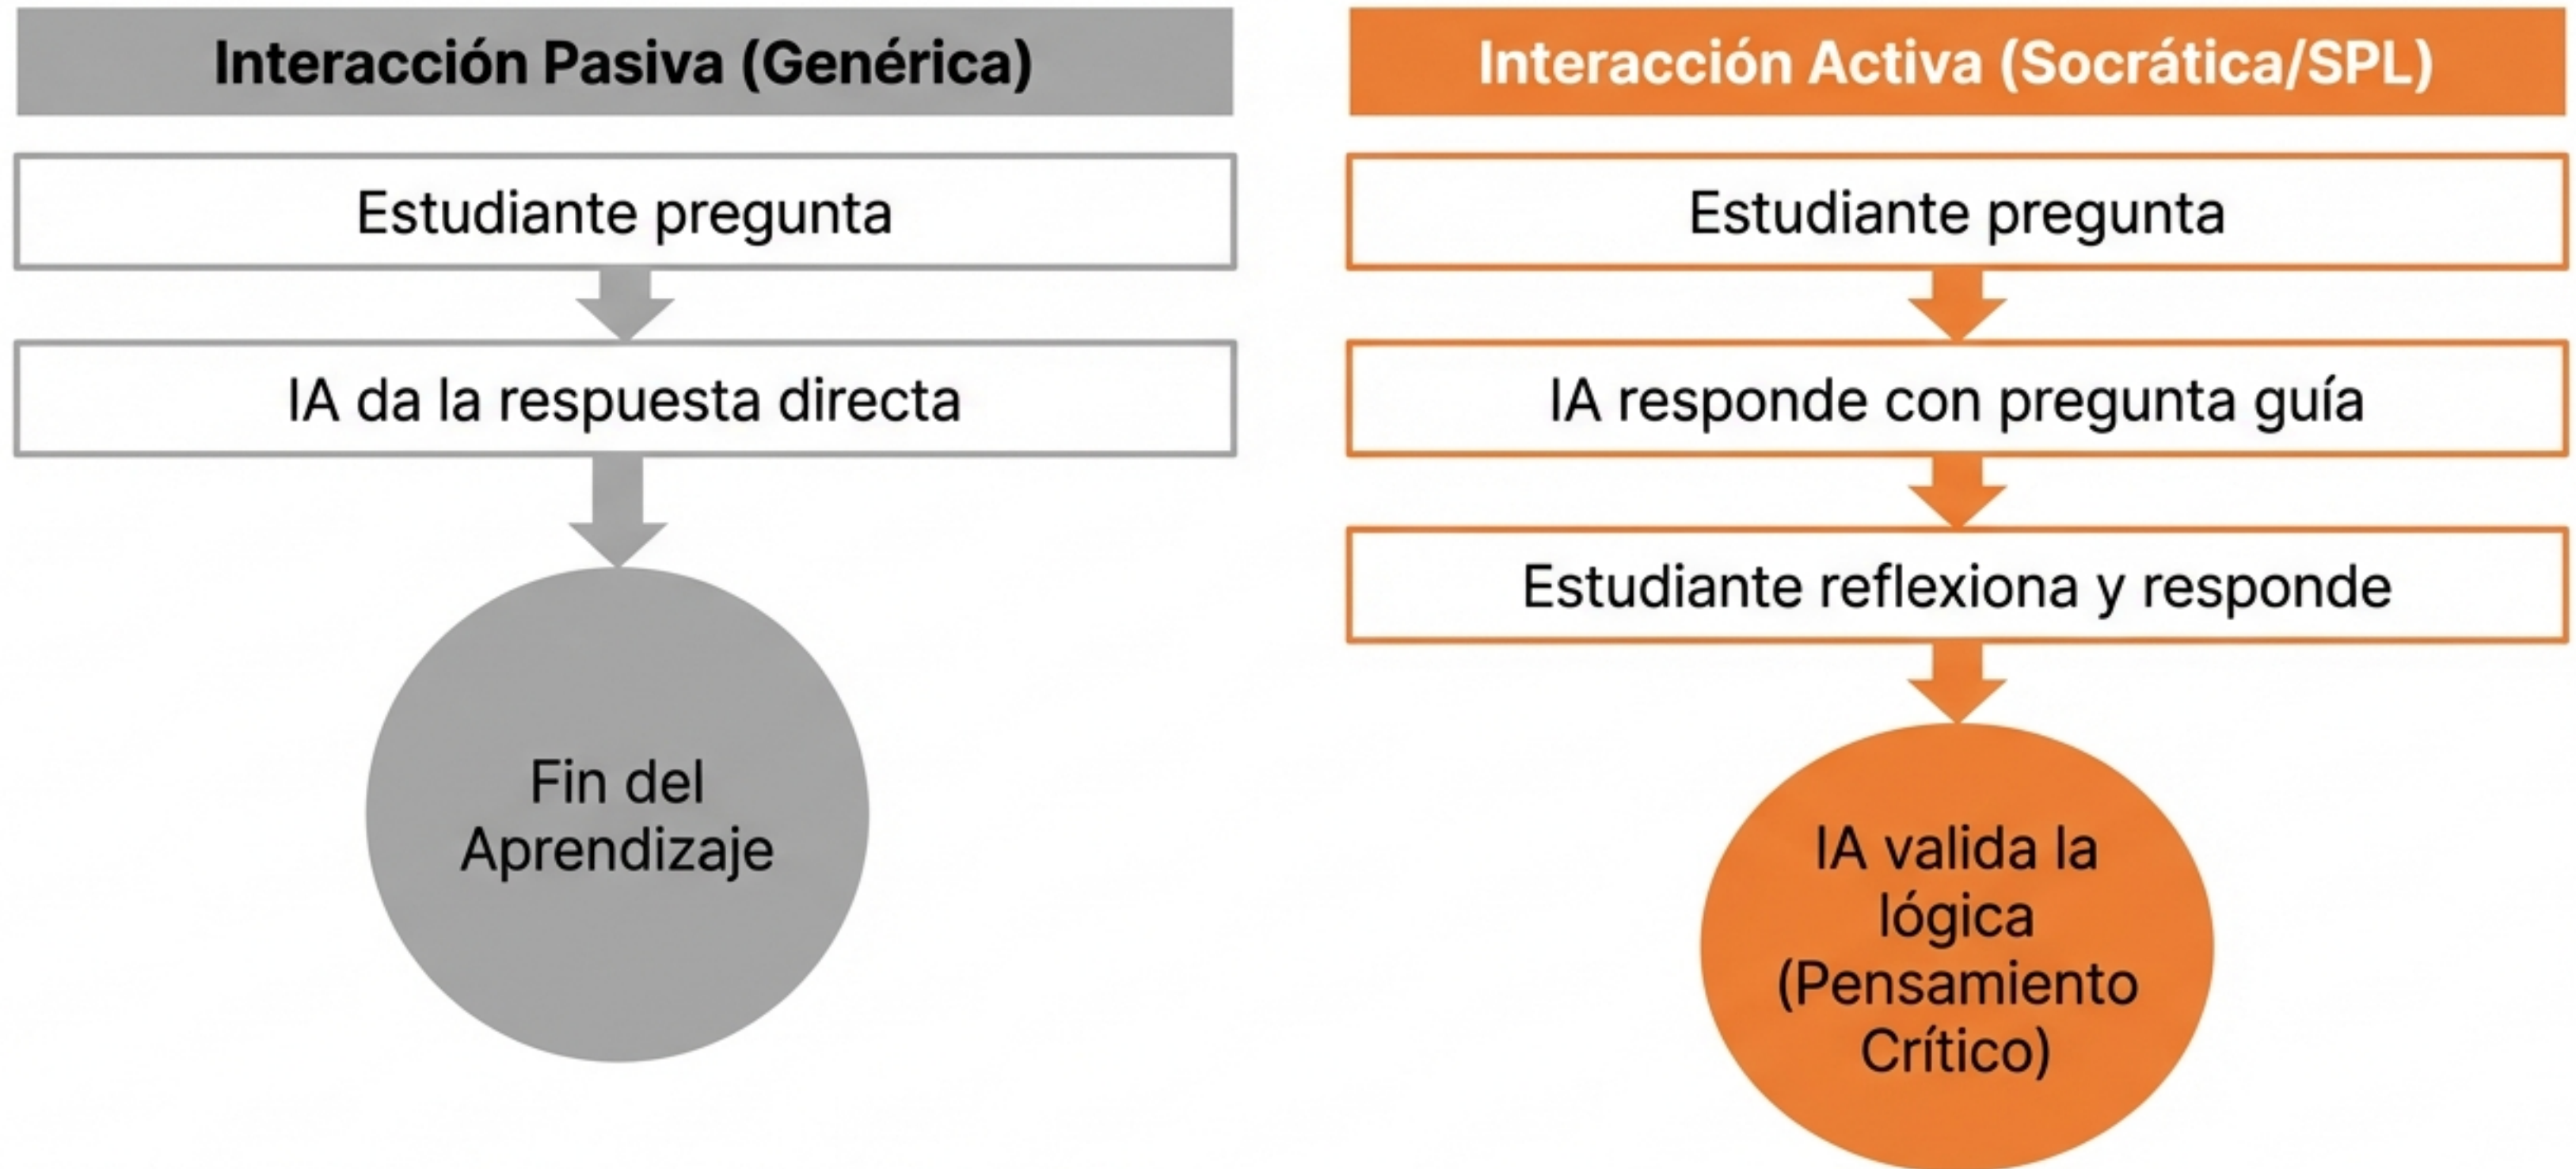 Interacción Pasiva (Genérica)
Estudiante pregunta
IA da la respuesta directa
Fin del
Aprendizaje
Interacción Activa (Socrática/SPL)
Estudiante pregunta
IA responde con pregunta guía
Estudiante reflexiona y responde
IA valida la
lógica
(Pensamiento
Crítico)